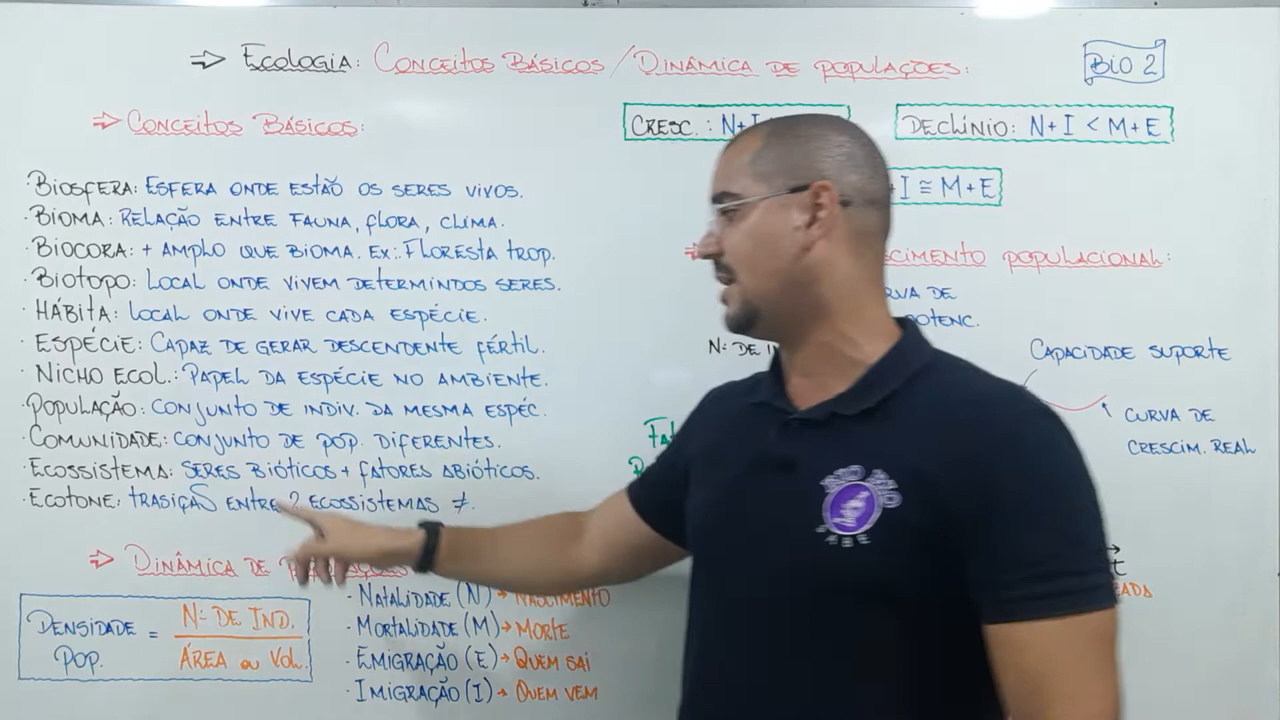 ⇒ Ecologia: Conceitos Básicos / Dinâmica de populações:
Bio 2
⇒ Conceitos Básicos:
· Biosfera: Esfera onde estão os seres vivos.
· Bioma: Relação entre fauna, flora, clima.
· Biocora: + amplo que bioma. Ex.: Floresta trop.
· Biotopo: Local onde vivem determindos seres.
· Hábita: Local onde vive cada espécie.
· Espécie: Capaz de gerar descendente fértil.
· Nicho Ecol.: Papel da espécie no ambiente.
· População: conjunto de indiv. da mesma espéc.
· Comunidade: conjunto de pop. diferentes.
· Ecossistema: seres bióticos + fatores abióticos.
· Ecotone: trasição entre 2 ecossistemas ≠.
⇒ Dinâmica de
Densidade Pop. = Nº de Ind. / Área ou Vol.
· Natalidade (N) → Nascimento
· Mortalidade (M) → Morte
· Emigração (E) → Quem sai
· Imigração (I) → Quem vem
Cresc.: N+I
Declínio: N+I < M+E
I ≅ M+E
populacional:
de
Nº de
Capacidade suporte
Curva de
crescim. real
t